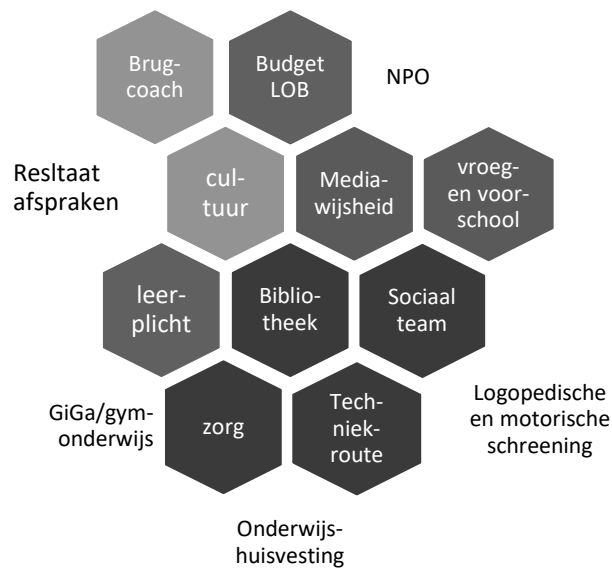 Brug-
coach
Budget
LOB
NPO
Resltaat
afspraken
cul-
tuur
Media-
wijsheid
vroeg-
en voor-
school
leer-
plicht
Biblio-
theek
Sociaal
team
GiGa/gym-
onderwijs
zorg
Tech-
niek-
route
Logopedische
en motorische
screening
Onderwijs-
huisvesting